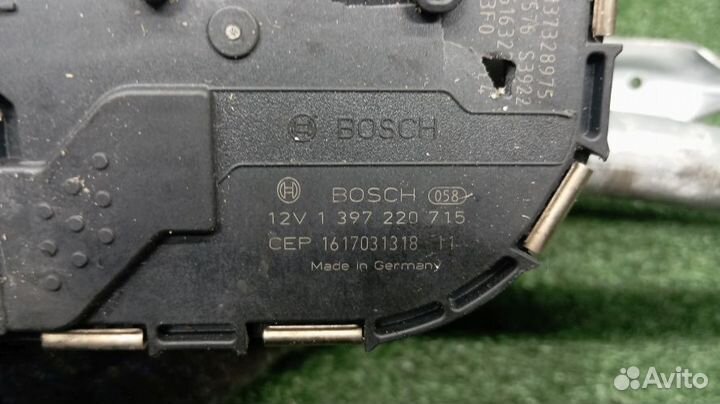 BOSCH
BOSCH 058
12V 1 397 220 715
CEP 1617031318 11
Made in Germany
Avito